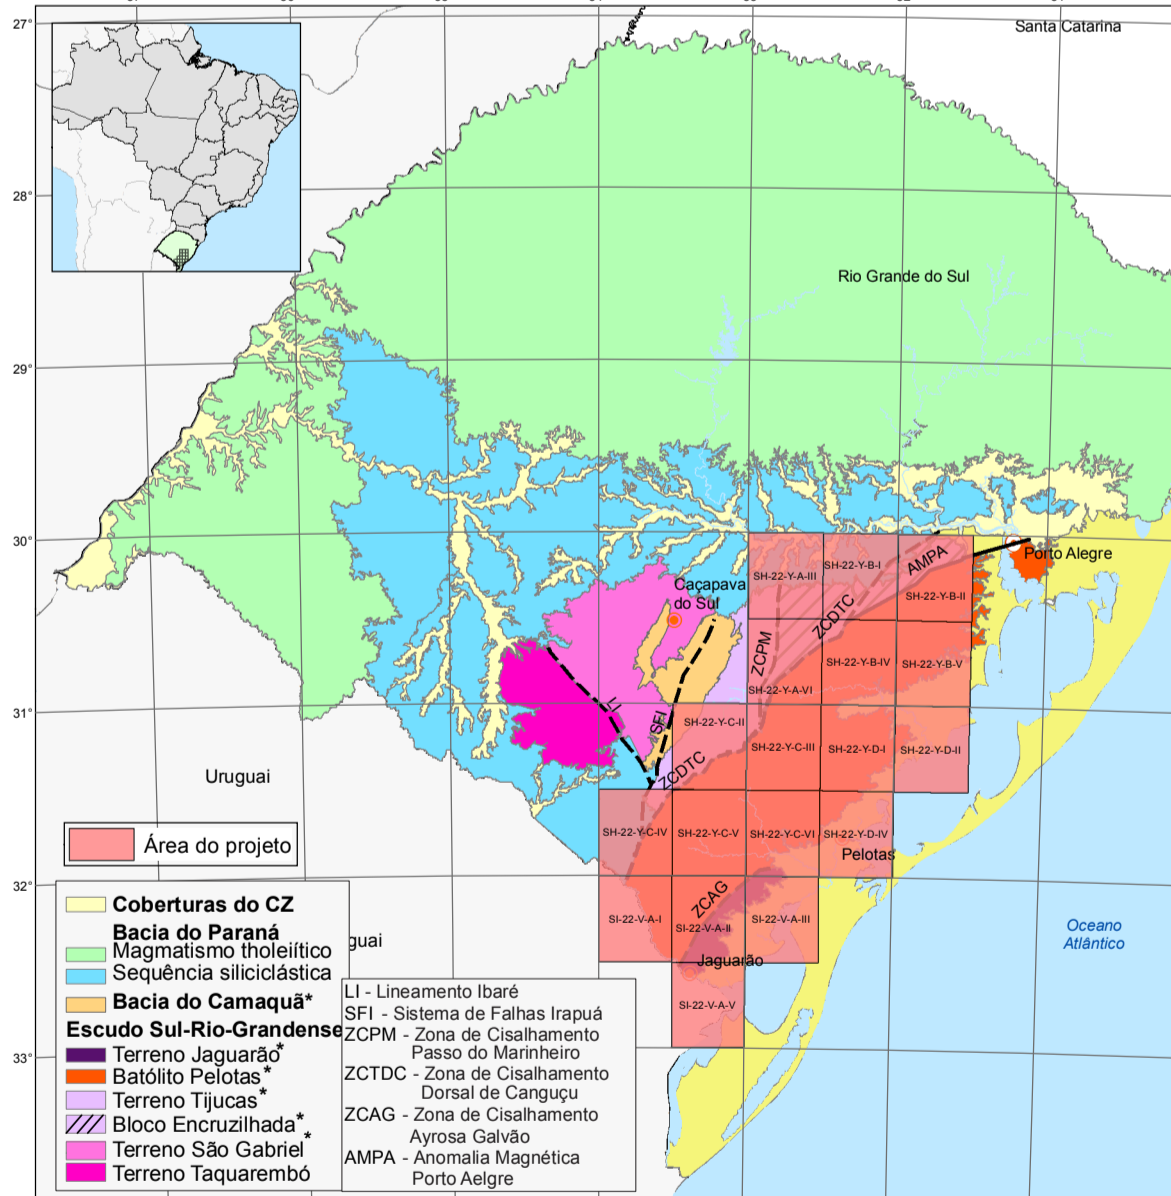 27°
Santa Catarina
28°
Rio Grande do Sul
29°
30°
Porto Alegre
AMPA
SH-22-Y-A-III
SH-22-Y-B-I
SH-22-Y-B-II
Caçapava
do Sul
ZCDTC
ZCPM
SH-22-Y-B-IV
SH-22-Y-B-V
SH-22-Y-A-VI
31°
LI
SFI
SH-22-Y-C-II
SH-22-Y-C-III
SH-22-Y-D-I
SH-22-Y-D-II
ZCDTC
Uruguai
SH-22-Y-C-IV
SH-22-Y-C-V
SH-22-Y-C-VI
SH-22-Y-D-IV
Pelotas
Área do projeto
32°
ZCAG
SI-22-V-A-I
SI-22-V-A-II
SI-22-V-A-III
Oceano
Atlântico
guai
Jaguarão
SI-22-V-A-V
33°
Coberturas do CZ
Bacia do Paraná
Magmatismo tholeiítico
Sequência siliciclástica
Bacia do Camaquã*
Escudo Sul-Rio-Grandense
Terreno Jaguarão*
Batólito Pelotas*
Terreno Tijucas*
Bloco Encruzilhada*
Terreno São Gabriel*
Terreno Taquarembó
LI - Lineamento Ibaré
SFI - Sistema de Falhas Irapuá
ZCPM - Zona de Cisalhamento
Passo do Marinheiro
ZCTDC - Zona de Cisalhamento
Dorsal de Canguçu
ZCAG - Zona de Cisalhamento
Ayrosa Galvão
AMPA - Anomalia Magnética
Porto Aelgre